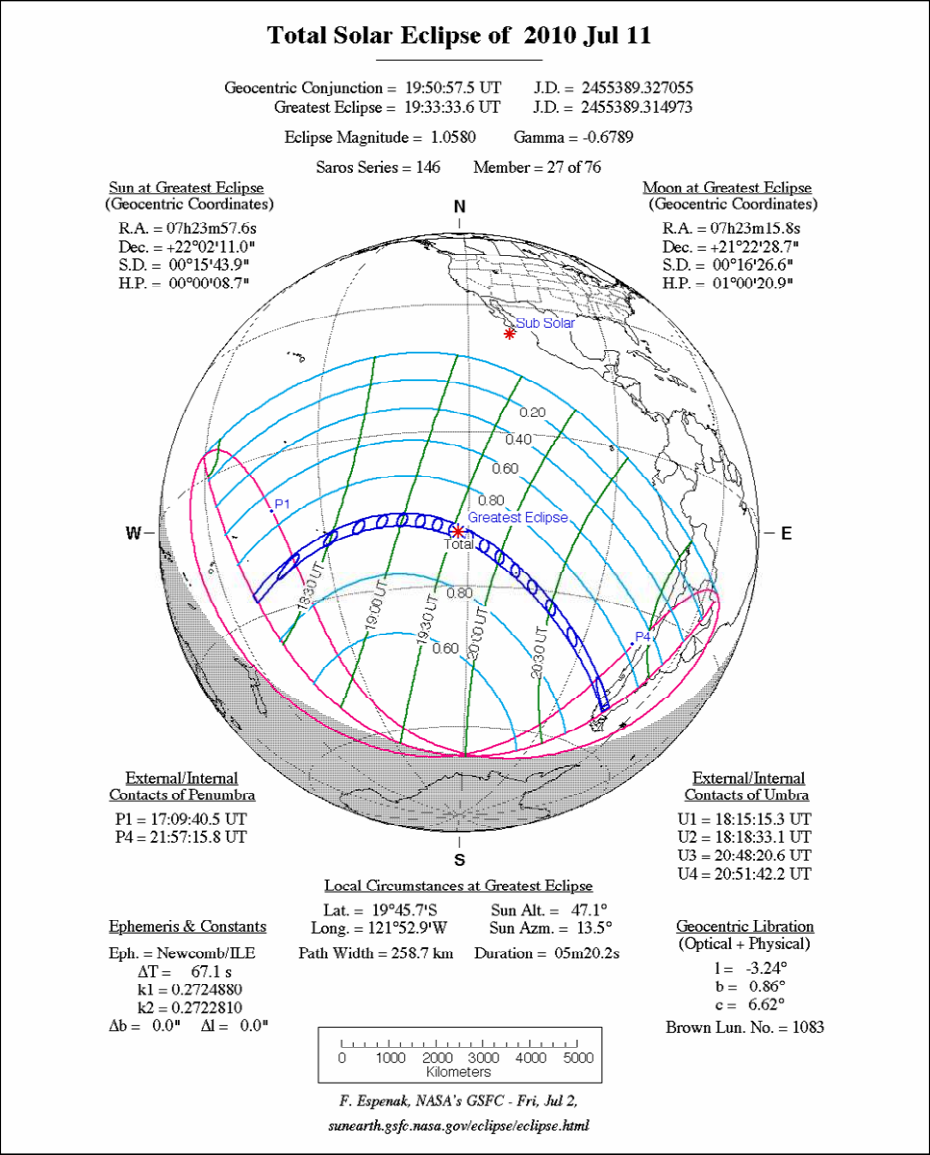 Total Solar Eclipse of 2010 Jul 11
Geocentric Conjunction = 19:50:57.5 UT J.D. = 2455389.327055
Greatest Eclipse = 19:33:33.6 UT J.D. = 2455389.314973
Eclipse Magnitude = 1.0580 Gamma = -0.6789
Saros Series = 146 Member = 27 of 76
Sun at Greatest Eclipse
(Geocentric Coordinates)
R.A. = 07h23m57.6s
Dec. = +22°02'11.0"
S.D. = 00°15'43.9"
H.P. = 00°00'08.7"
Moon at Greatest Eclipse
(Geocentric Coordinates)
R.A. = 07h23m15.8s
Dec. = +21°22'28.7"
S.D. = 00°16'26.6"
H.P. = 01°00'20.9"
N
Sub Solar
0.20
0.40
0.60
0.80
P1
Greatest Eclipse
W
E
Total
18:30 UT
19:00 UT
19:30 UT
20:00 UT
20:30 UT
0.80
0.60
P4
S
External/Internal
Contacts of Penumbra
P1 = 17:09:40.5 UT
P4 = 21:57:15.8 UT
External/Internal
Contacts of Umbra
U1 = 18:15:15.3 UT
U2 = 18:18:33.1 UT
U3 = 20:48:20.6 UT
U4 = 20:51:42.2 UT
Local Circumstances at Greatest Eclipse
Lat. = 19°45.7'S Sun Alt. = 47.1°
Long. = 121°52.9'W Sun Azm. = 13.5°
Path Width = 258.7 km Duration = 05m20.2s
Ephemeris & Constants
Eph. = Newcomb/ILE
ΔT = 67.1 s
k1 = 0.2724880
k2 = 0.2722810
Δb = 0.0" Δl = 0.0"
Geocentric Libration
(Optical + Physical)
l = -3.24°
b = 0.86°
c = 6.62°
Brown Lun. No. = 1083
0 1000 2000 3000 4000 5000
Kilometers
F. Espenak, NASA's GSFC - Fri, Jul 2,
sunearth.gsfc.nasa.gov/eclipse/eclipse.html